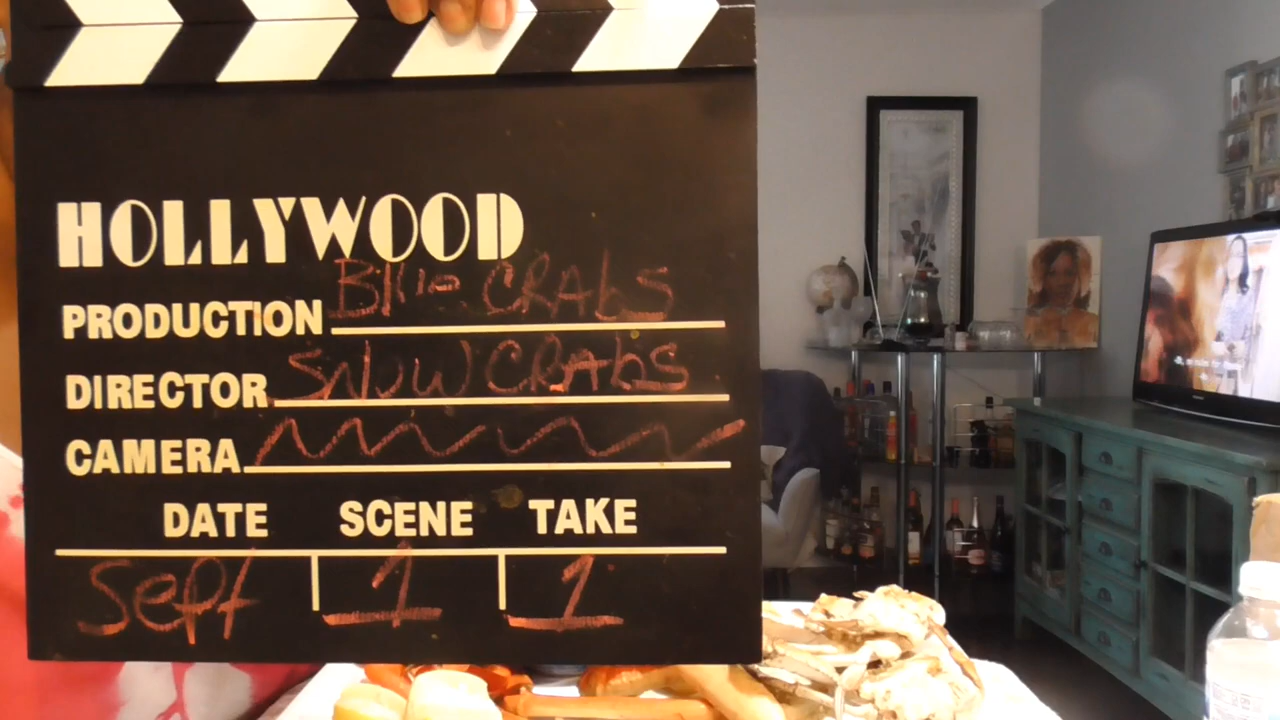 HOLLYWOOD
PRODUCTION Blue CRAbS
DIRECTOR SNOW CRAbS
CAMERA
DATE SCENE TAKE
Sept 1 1